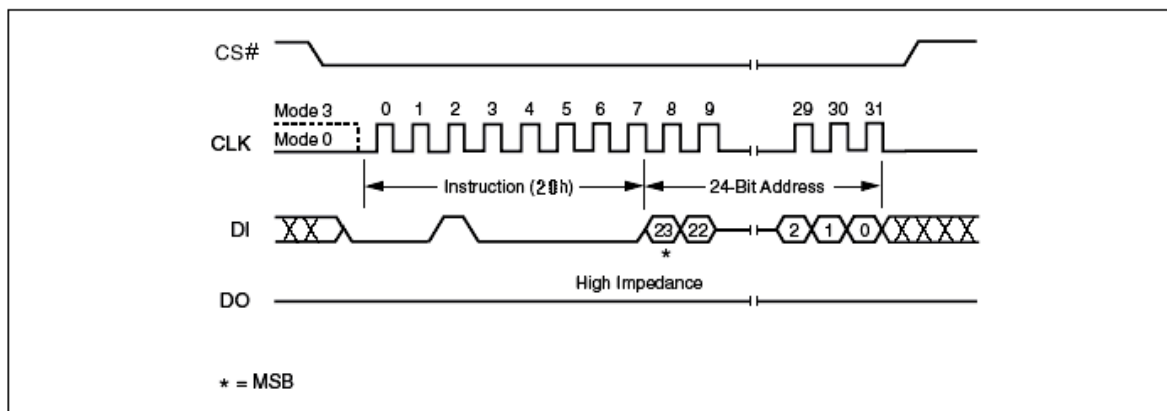 CS#
Mode 3 0 1 2 3 4 5 6 7 8 9 29 30 31
CLK Mode 0
Instruction (20h) 24-Bit Address
DI 23 22 2 1 0
*
High Impedance
DO
* = MSB